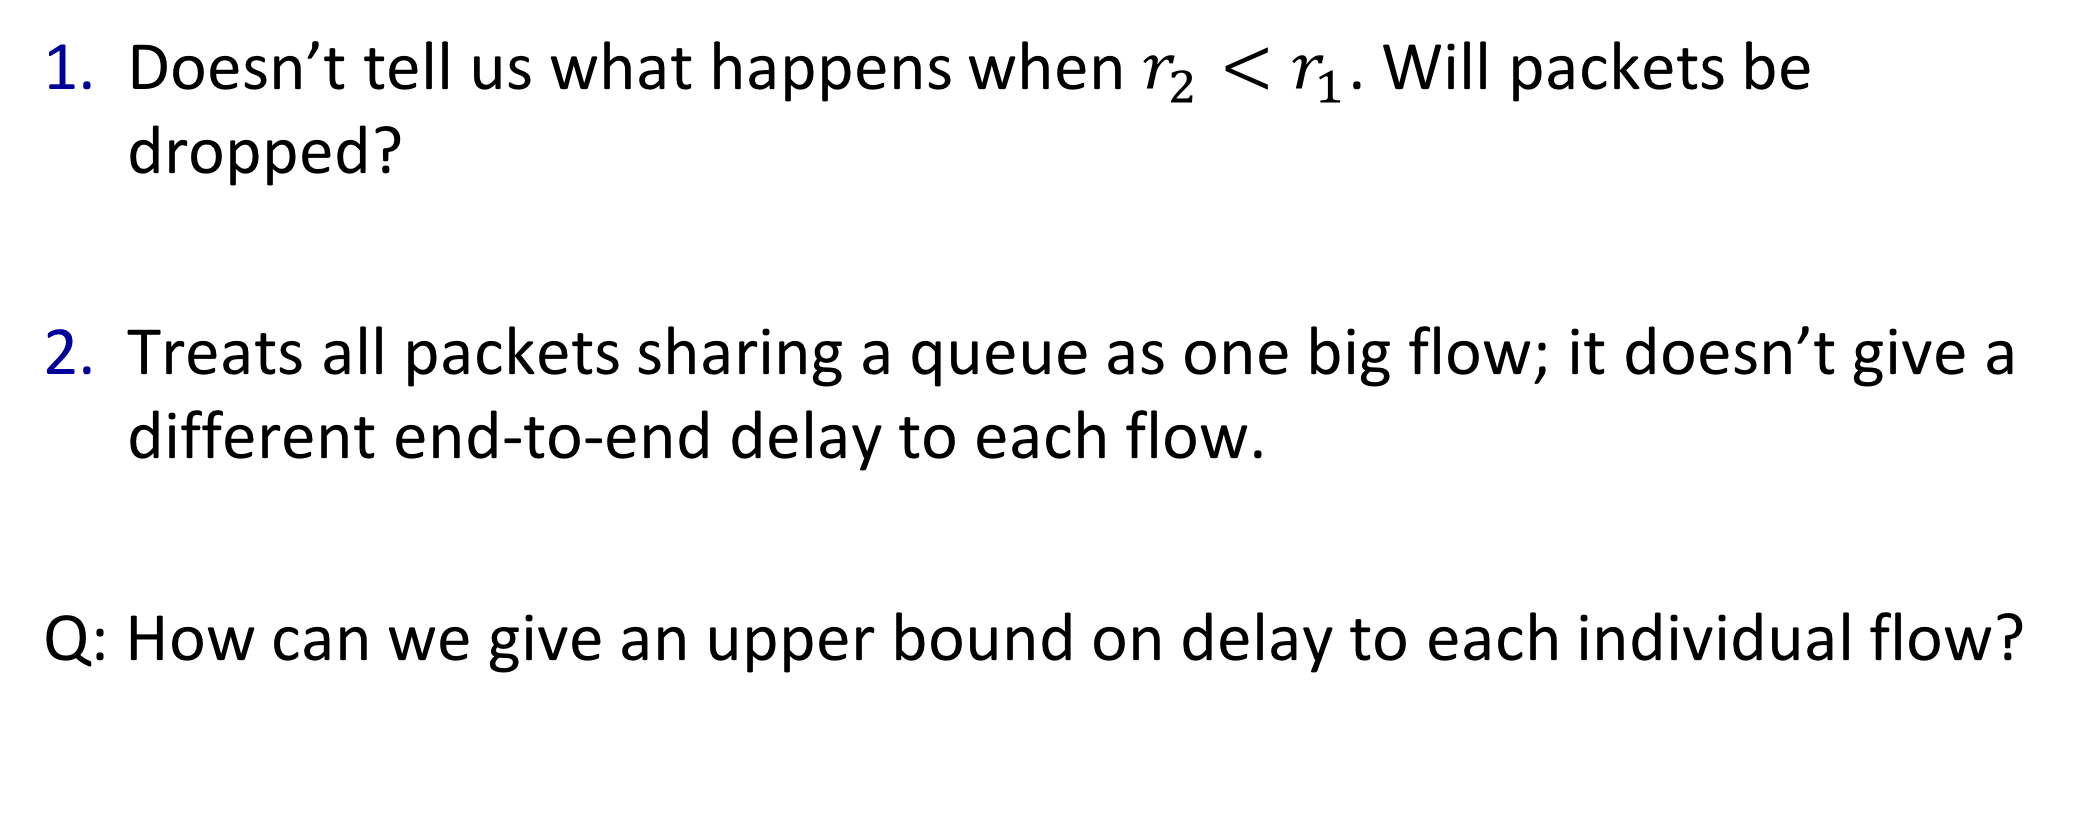 1. Doesn’t tell us what happens when 𝑟₂ < 𝑟₁. Will packets be
dropped?
2. Treats all packets sharing a queue as one big flow; it doesn’t give a
different end-to-end delay to each flow.
Q: How can we give an upper bound on delay to each individual flow?